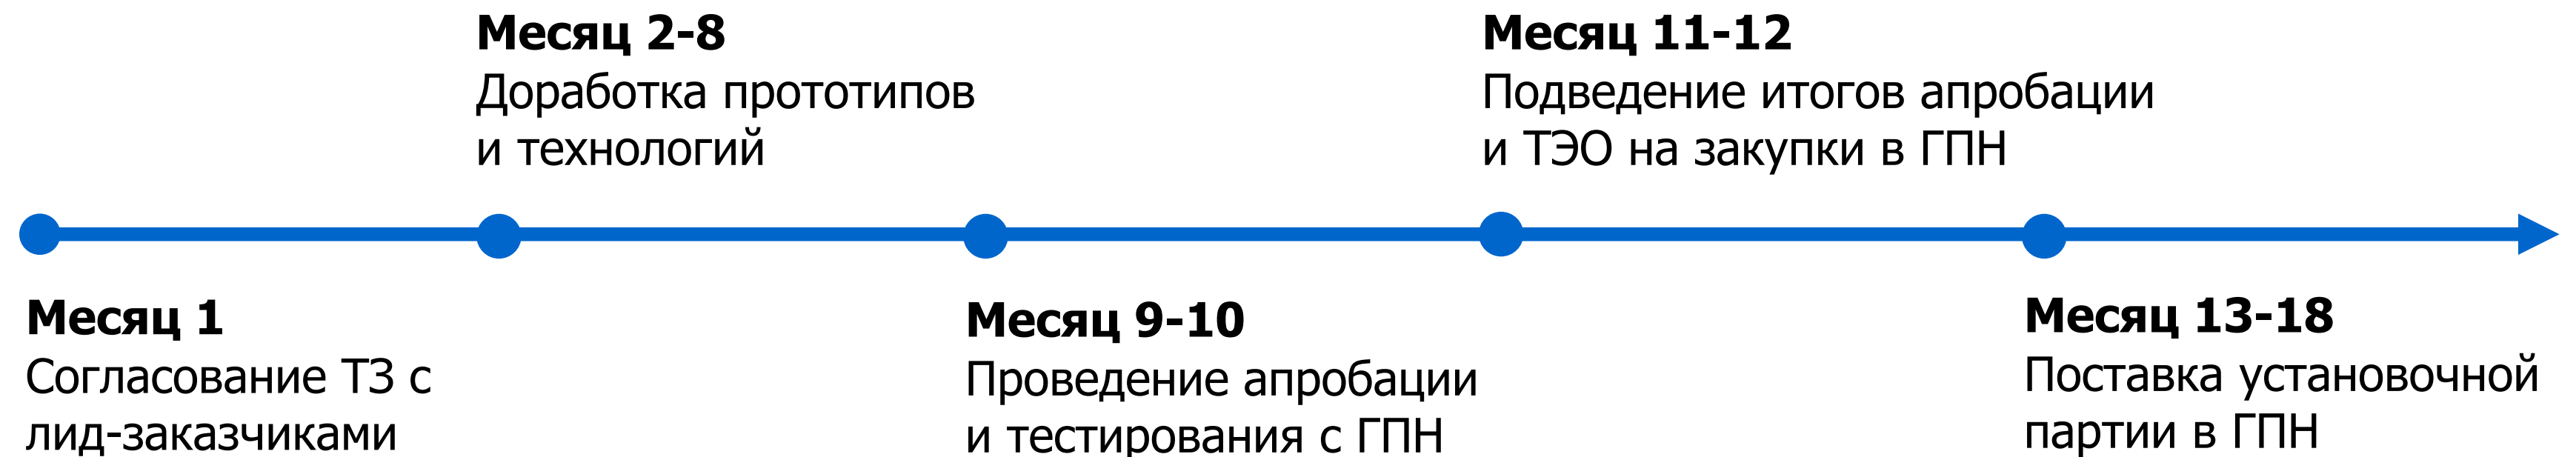 Месяц 1
Согласование ТЗ с
лид-заказчиками
Месяц 2-8
Доработка прототипов
и технологий
Месяц 9-10
Проведение апробации
и тестирования с ГПН
Месяц 11-12
Подведение итогов апробации
и ТЭО на закупки в ГПН
Месяц 13-18
Поставка установочной
партии в ГПН